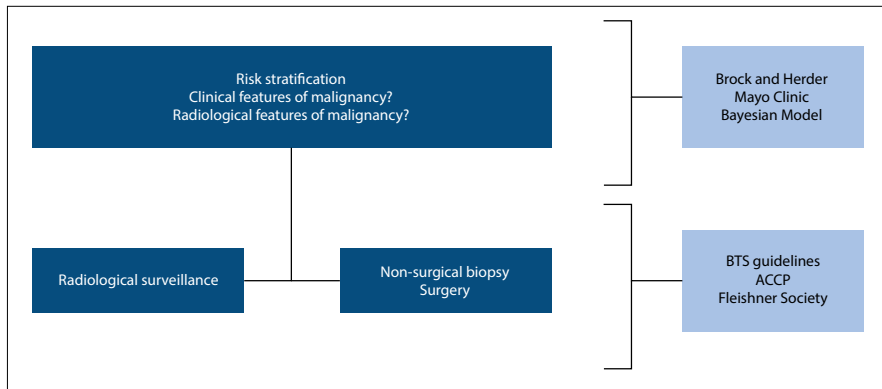 Risk stratification
Clinical features of malignancy?
Radiological features of malignancy?
Brock and Herder
Mayo Clinic
Bayesian Model
Radiological surveillance
Non-surgical biopsy
Surgery
BTS guidelines
ACCP
Fleishner Society